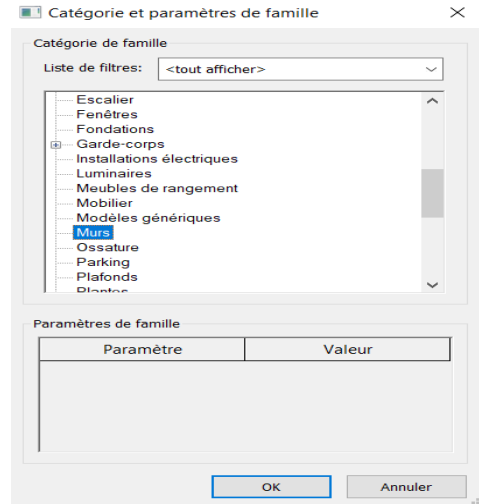 Catégorie et paramètres de famille
Catégorie de famille
Liste de filtres: <tout afficher>
Escalier
Fenêtres
Fondations
Garde-corps
Installations électriques
Luminaires
Meubles de rangement
Mobilier
Modèles génériques
Murs
Ossature
Parking
Plafonds
Plantes
Paramètres de famille
Paramètre Valeur
OK Annuler